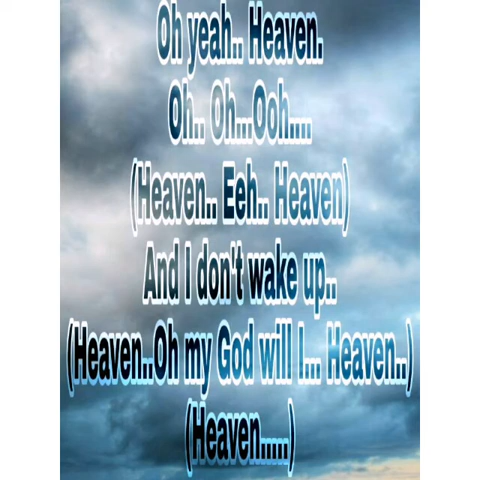 Oh yeah.. Heaven.
Oh.. Oh...Ooh....
(Heaven.. Eeh.. Heaven)
And I don't wake up..
(Heaven..Oh my God will I... Heaven..)
(Heaven.....)